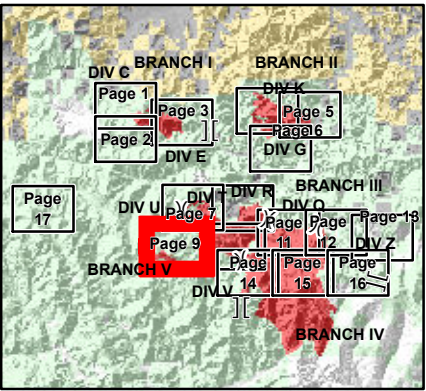 BRANCH I
BRANCH II
DIV C
DIV K
Page 1
Page 3
Page 5
Page 6
Page 2
][
DIV G
DIV E
BRANCH III
Page
17
DIV R
DIV U
DIV O
Page 7
Page
11
Page
12
Page 13
Page 9
DIV Z
BRANCH V
Page
14
Page
15
Page
16
DIV V
][
BRANCH IV